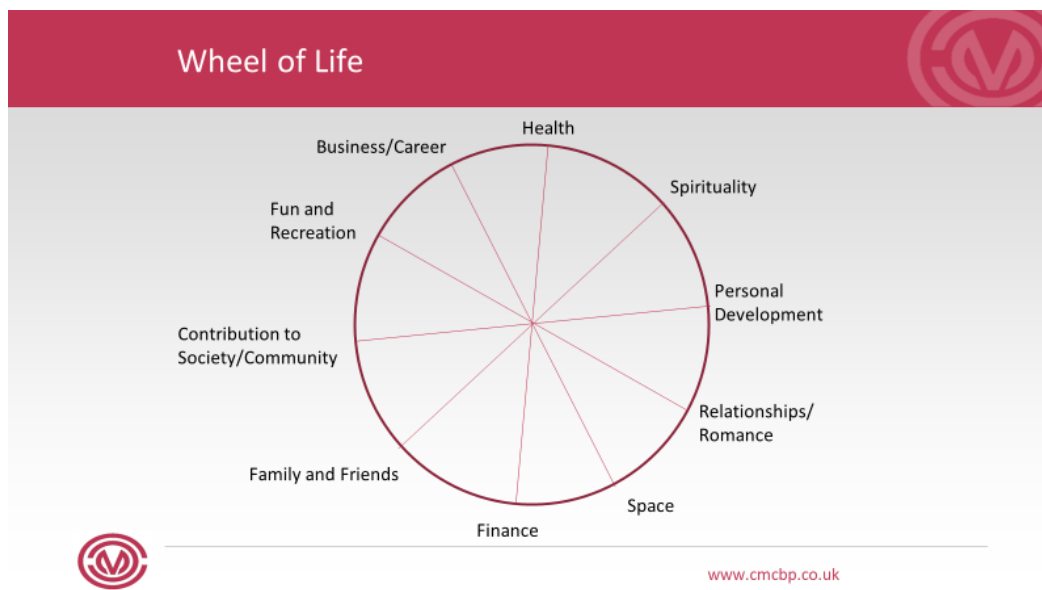 Wheel of Life
Health
Business/Career
Spirituality
Fun and
Recreation
Personal
Development
Contribution to
Society/Community
Relationships/
Romance
Family and Friends
Space
Finance
www.cmcbp.co.uk